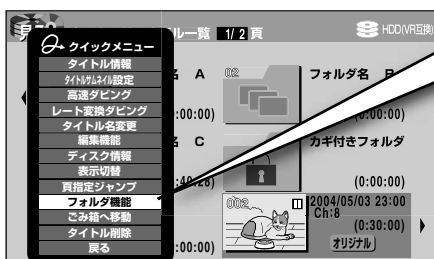 見
ル一覧 1/2 頁
HDD(VR互換)
クイックメニュー
タイトル情報
タイトルサムネイル設定
高速ダビング
レート変換ダビング
タイトル名変更
編集機能
ディスク情報
表示切替
頁指定ジャンプ
フォルダ機能
ごみ箱へ移動
タイトル削除
戻る
名 A
:00:00)
002
フォルダ名 B
(0:00:00)
名 C
:40:28)
カギ付きフォルダ
(0:00:00)
:00:00)
002
2004/05/03 23:00
Ch:8
(0:30:00)
オリジナル